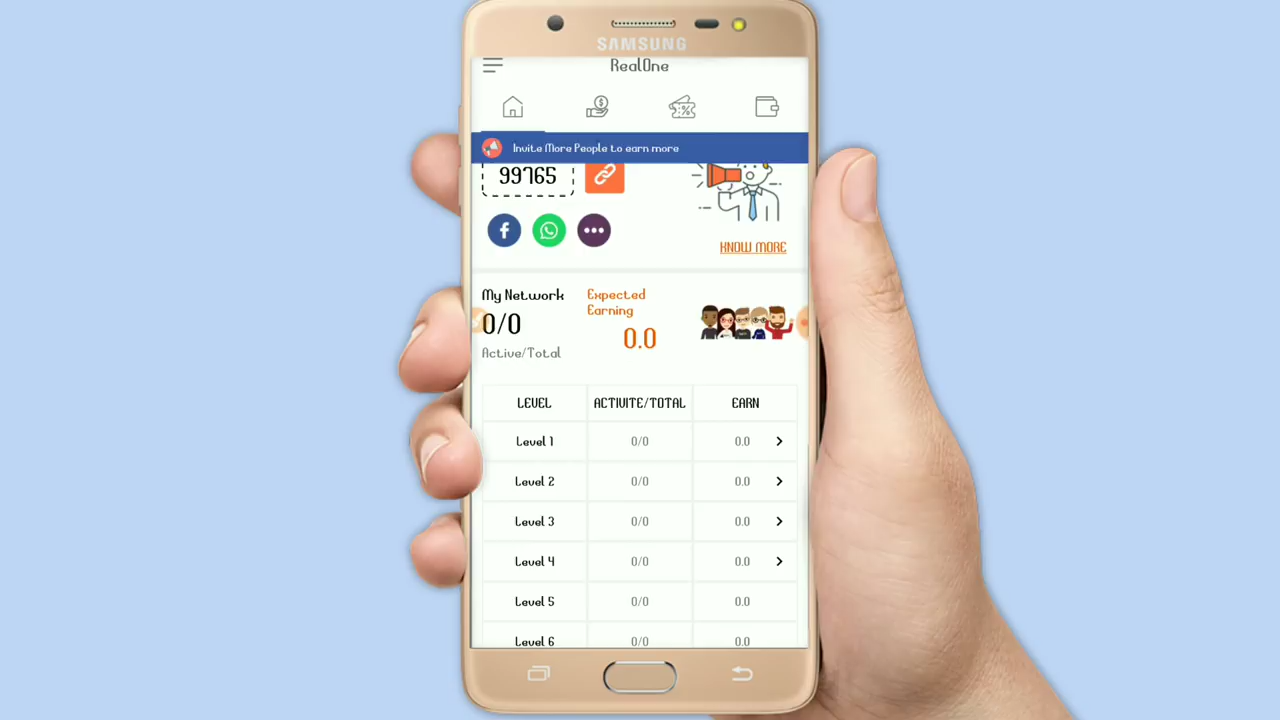 SAMSUNG
RealOne
Invite More People to earn more
99765
KNOW MORE
My Network
0/0
Active/Total
Expected
Earning
0.0
LEVEL ACTIVITE/TOTAL EARN
Level 1 0/0 0.0
Level 2 0/0 0.0
Level 3 0/0 0.0
Level 4 0/0 0.0
Level 5 0/0 0.0
Level 6 0/0 0.0